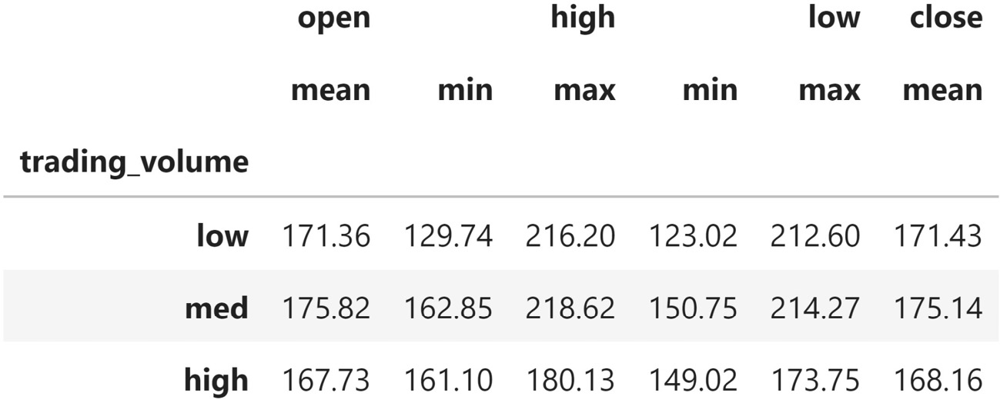 open high low close
mean min max min max mean
trading_volume
low 171.36 129.74 216.20 123.02 212.60 171.43
med 175.82 162.85 218.62 150.75 214.27 175.14
high 167.73 161.10 180.13 149.02 173.75 168.16